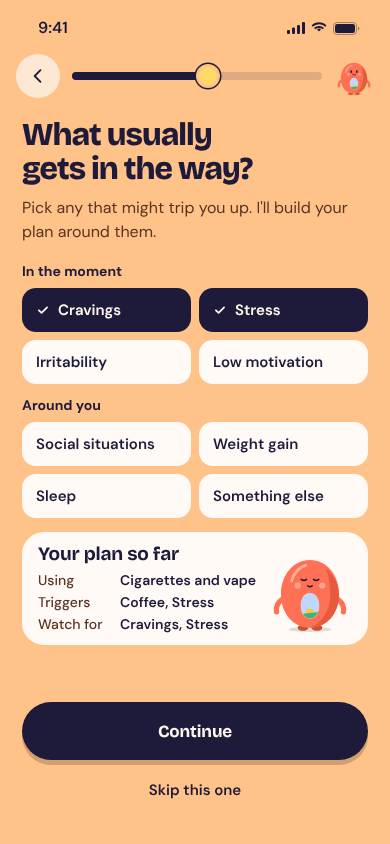 9:41
What usually
gets in the way?
Pick any that might trip you up. I'll build your
plan around them.
In the moment
Cravings
Stress
Irritability
Low motivation
Around you
Social situations
Weight gain
Sleep
Something else
Your plan so far
Using Cigarettes and vape
Triggers Coffee, Stress
Watch for Cravings, Stress
Continue
Skip this one